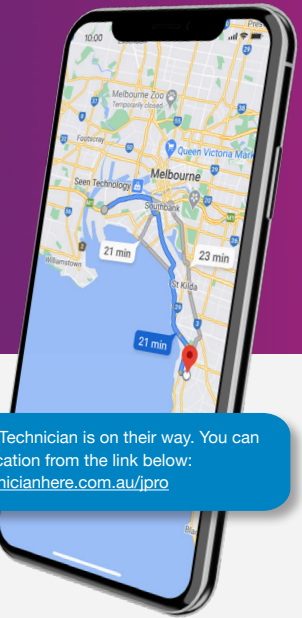 10:00
Pres
Melbourne Zoo
Temporarily closed
Footscray
Queen Victoria Mark
Melbourne
Seen Technology
Southbank
21 min
23 min
Williamstown
St Kilda
21 min
Technician is on their way. You can
cation from the link below:
nicianhere.com.au/jpro
Bla